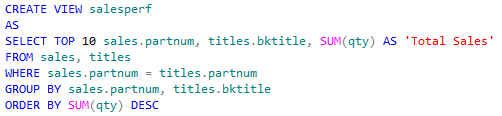 CREATE VIEW salesperf
AS
SELECT TOP 10 sales.partnum, titles.bktitle, SUM(qty) AS 'Total Sales'
FROM sales, titles
WHERE sales.partnum = titles.partnum
GROUP BY sales.partnum, titles.bktitle
ORDER BY SUM(qty) DESC